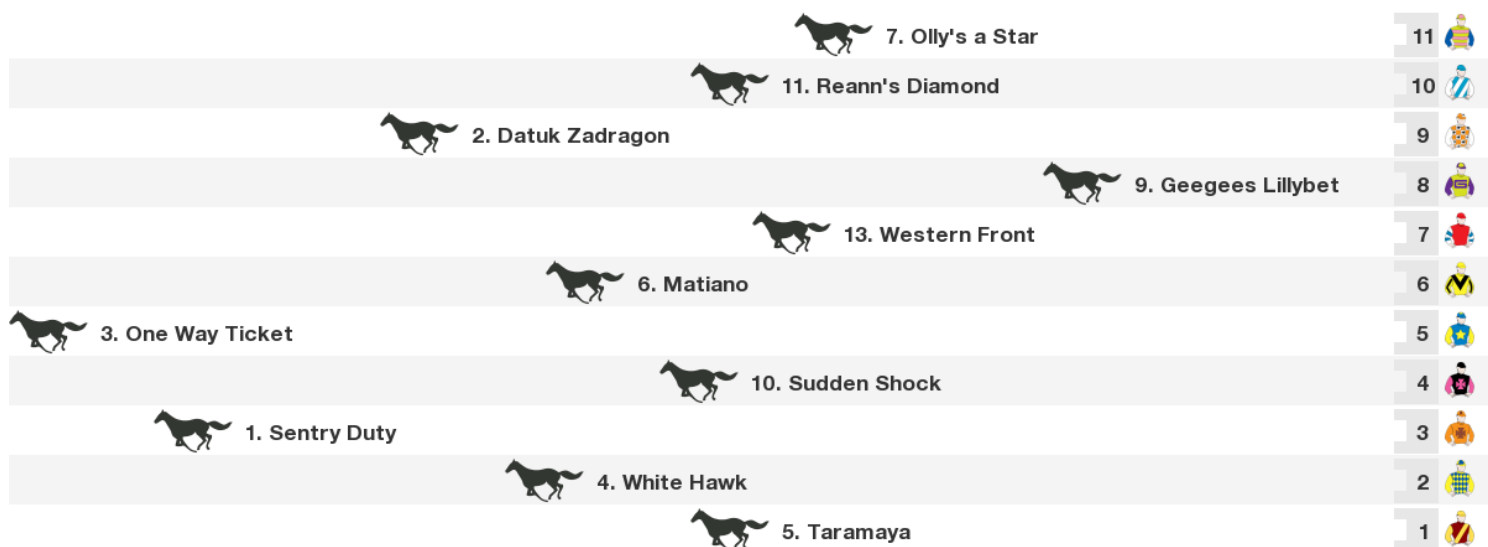 7. Olly's a Star 11
11. Reann's Diamond 10
2. Datuk Zadragon 9
9. Geegees Lillybet 8
13. Western Front 7
6. Matiano 6
3. One Way Ticket 5
10. Sudden Shock 4
1. Sentry Duty 3
4. White Hawk 2
5. Taramaya 1